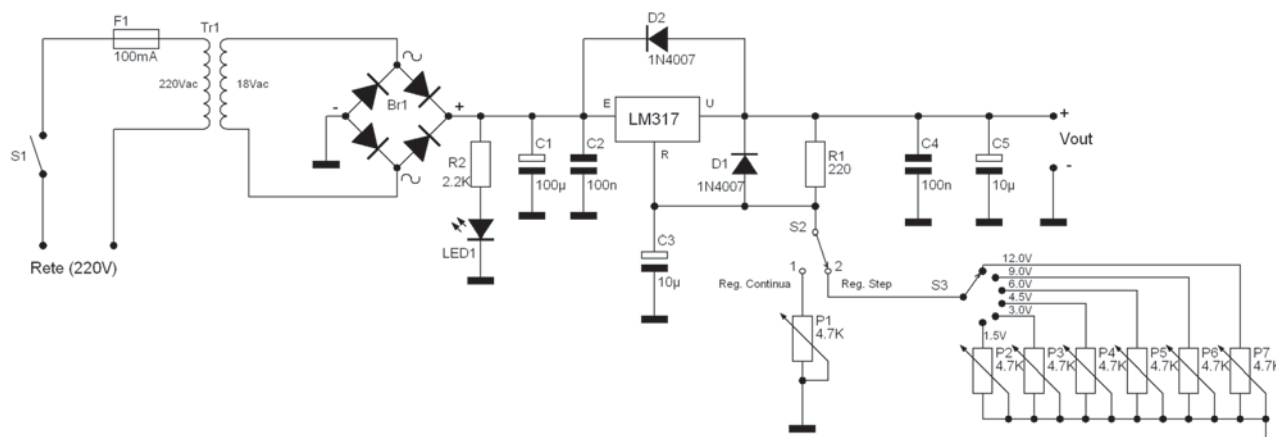 F1
100mA
Tr1
220Vac
18Vac
S1
Rete (220V)
Br1
-
+
R2
2.2K
LED1
C1
100µ
C2
100n
D2
1N4007
E
LM317
U
R
D1
1N4007
R1
220
C4
100n
C5
10µ
+
Vout
-
C3
10µ
S2
1
2
Reg. Continua
Reg. Step
P1
4.7K
S3
12.0V
9.0V
6.0V
4.5V
3.0V
1.5V
P2
4.7K
P3
4.7K
P4
4.7K
P5
4.7K
P6
4.7K
P7
4.7K